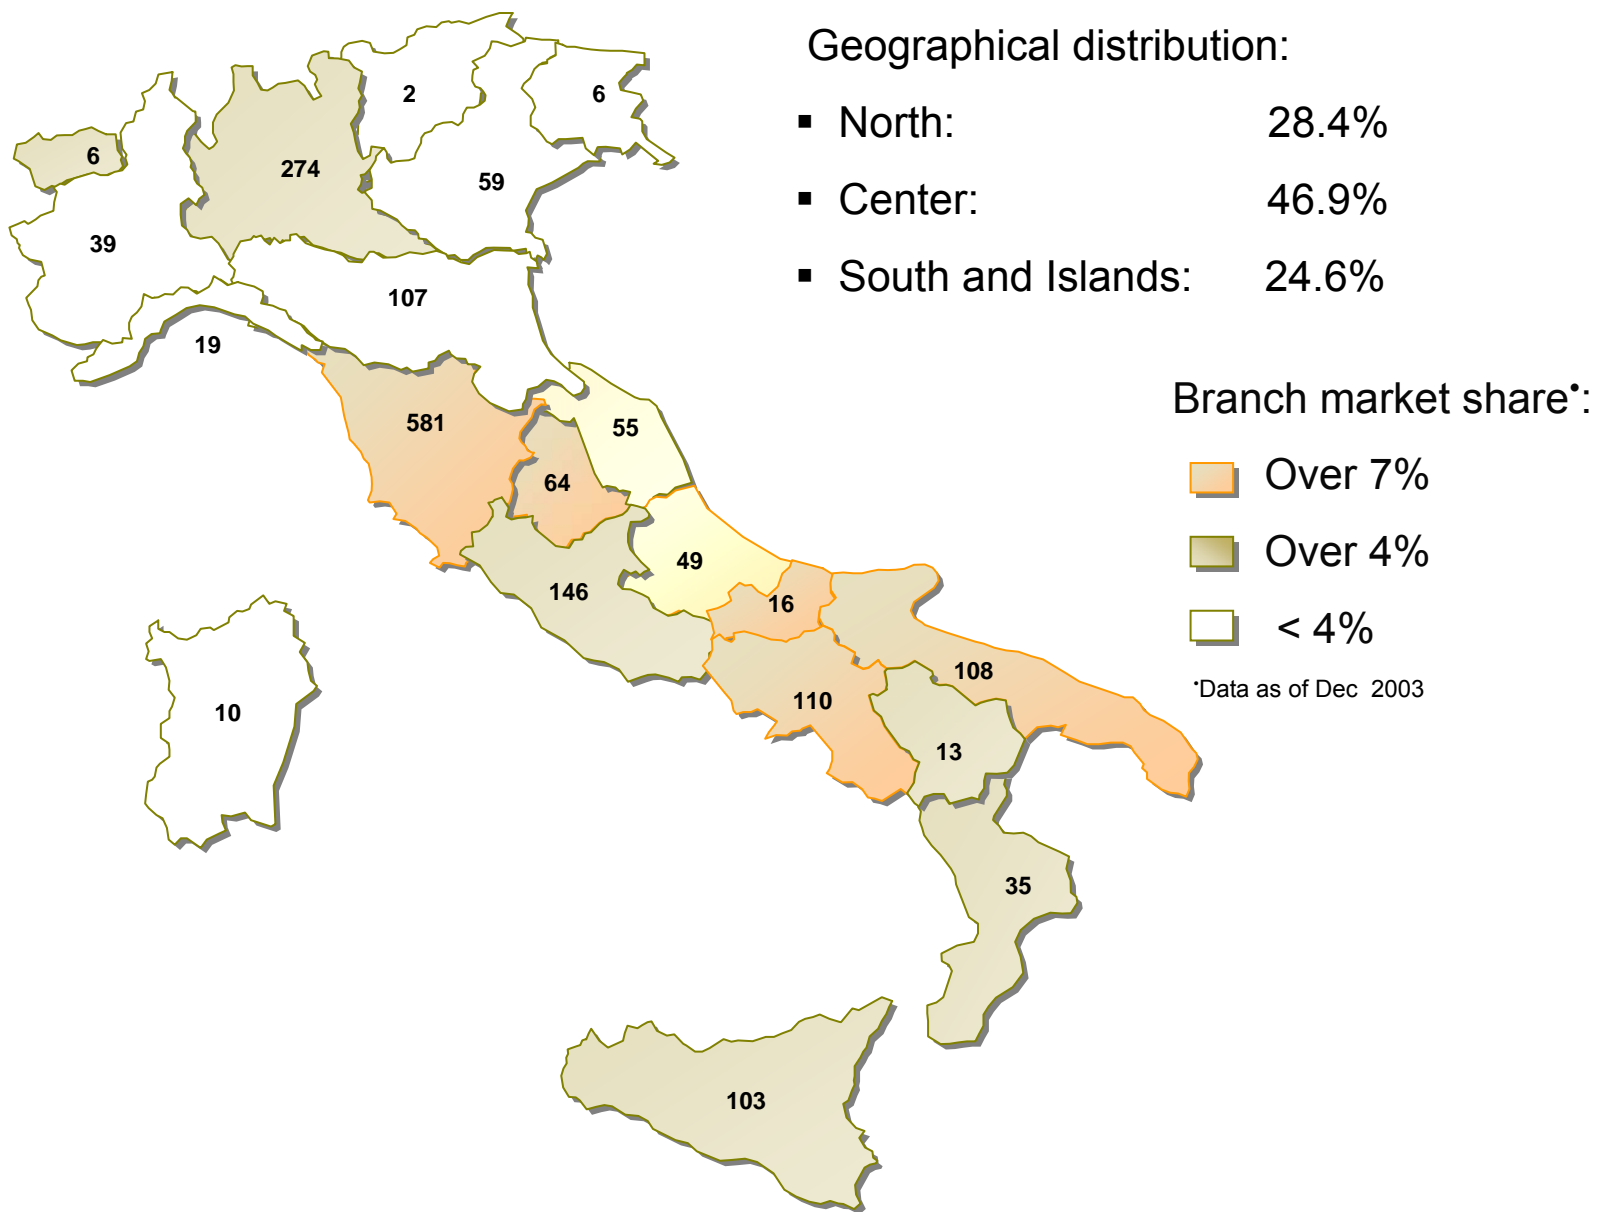 Geographical distribution:
▪ North: 28.4%
▪ Center: 46.9%
▪ South and Islands: 24.6%
Branch market share•:
Over 7%
Over 4%
< 4%
•Data as of Dec 2003
2
6
6
274
59
39
107
19
581
55
64
49
146
16
108
110
10
13
35
103